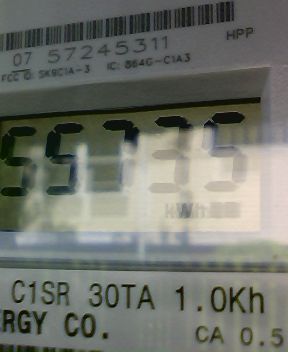 07 57245311
HPP
FCC ID: SK9C1A-3 IC: 864G-C1A3
55735
kWh
C1SR 30TA 1.0Kh
RGY CO.
CA 0.5